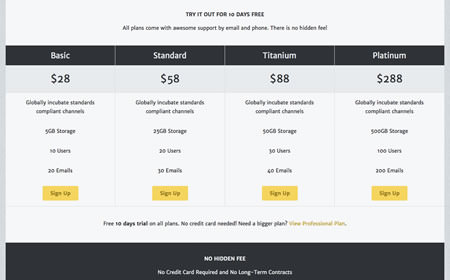 TRY IT OUT FOR 10 DAYS FREE
All plans come with awesome support by email and phone. There is no hidden fee!
Basic Standard Titanium Platinum
$28 $58 $88 $288
Globally incubate standards Globally incubate standards Globally incubate standards Globally incubate standards
compliant channels compliant channels compliant channels compliant channels
5GB Storage 25GB Storage 50GB Storage 500GB Storage
10 Users 20 Users 30 Users 100 Users
20 Emails 30 Emails 40 Emails 200 Emails
Sign Up Sign Up Sign Up Sign Up
Free 10 days trial on all plans. No credit card needed! Need a bigger plan? View Professional Plan.
NO HIDDEN FEE
No Credit Card Required and No Long-Term Contracts